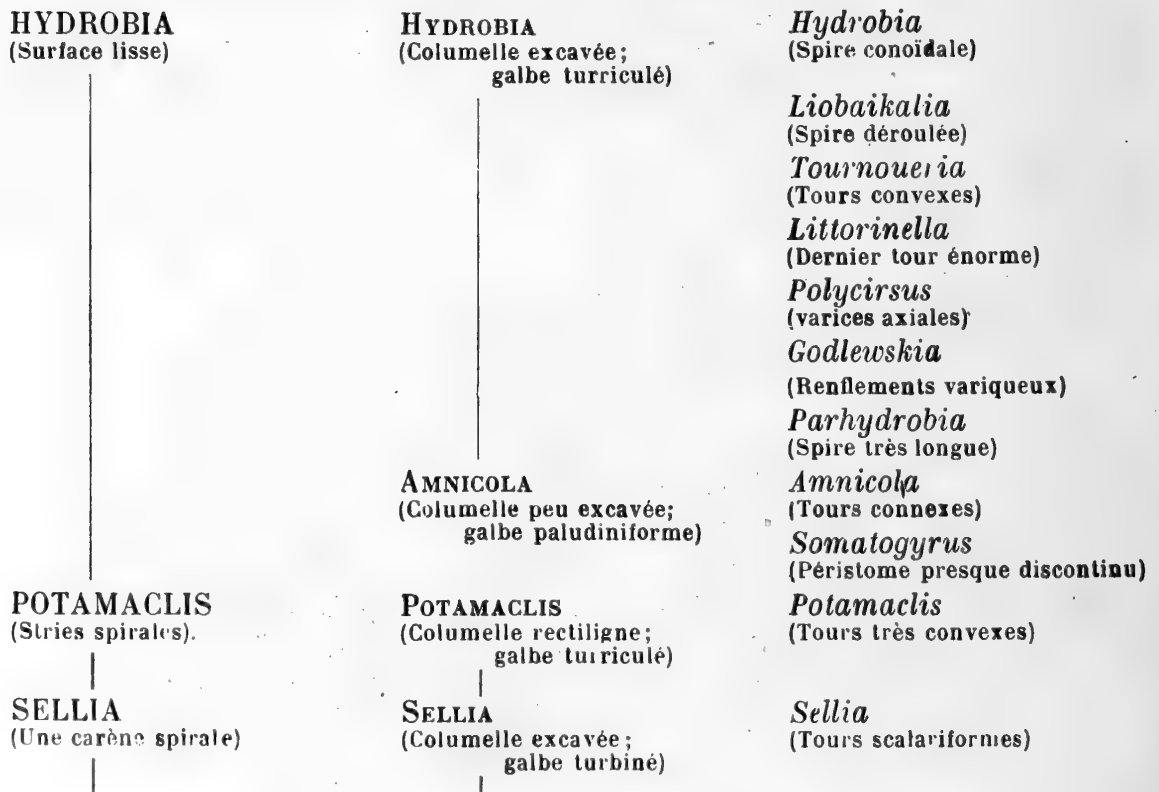 HYDROBIA
(Surface lisse)
HYDROBIA
(Columelle excavée;
galbe turriculé)
Hydrobia
(Spire conoïdale)
Liobaikalia
(Spire déroulée)
Tournoueria
(Tours convexes)
Littorinella
(Dernier tour énorme)
Polycirsus
(varices axiales)
Godlewskia
(Renflements variqueux)
Parhydrobia
(Spire très longue)
AMNICOLA
(Columelle peu excavée;
galbe paludiniforme)
Amnicola
(Tours connexes)
Somatogyrus
(Péristome presque discontinu)
POTAMACLIS
(Stries spirales).
POTAMACLIS
(Columelle rectiligne;
galbe turriculé)
Potamaclis
(Tours très convexes)
SELLIA
(Une carène spirale)
SELLIA
(Columelle excavée;
galbe turbiné)
Sellia
(Tours scalariformes)